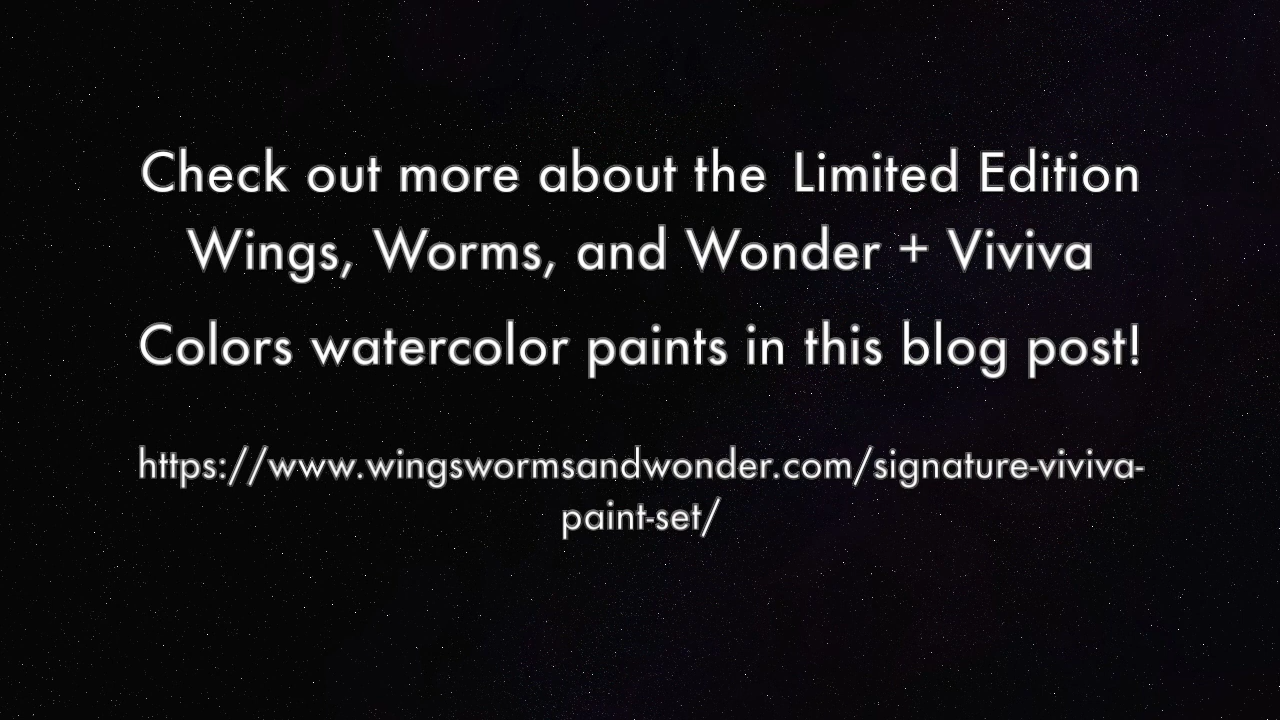 Check out more about the Limited Edition
Wings, Worms, and Wonder + Viviva
Colors watercolor paints in this blog post!
https://www.wingswormsandwonder.com/signature-viviva-
paint-set/